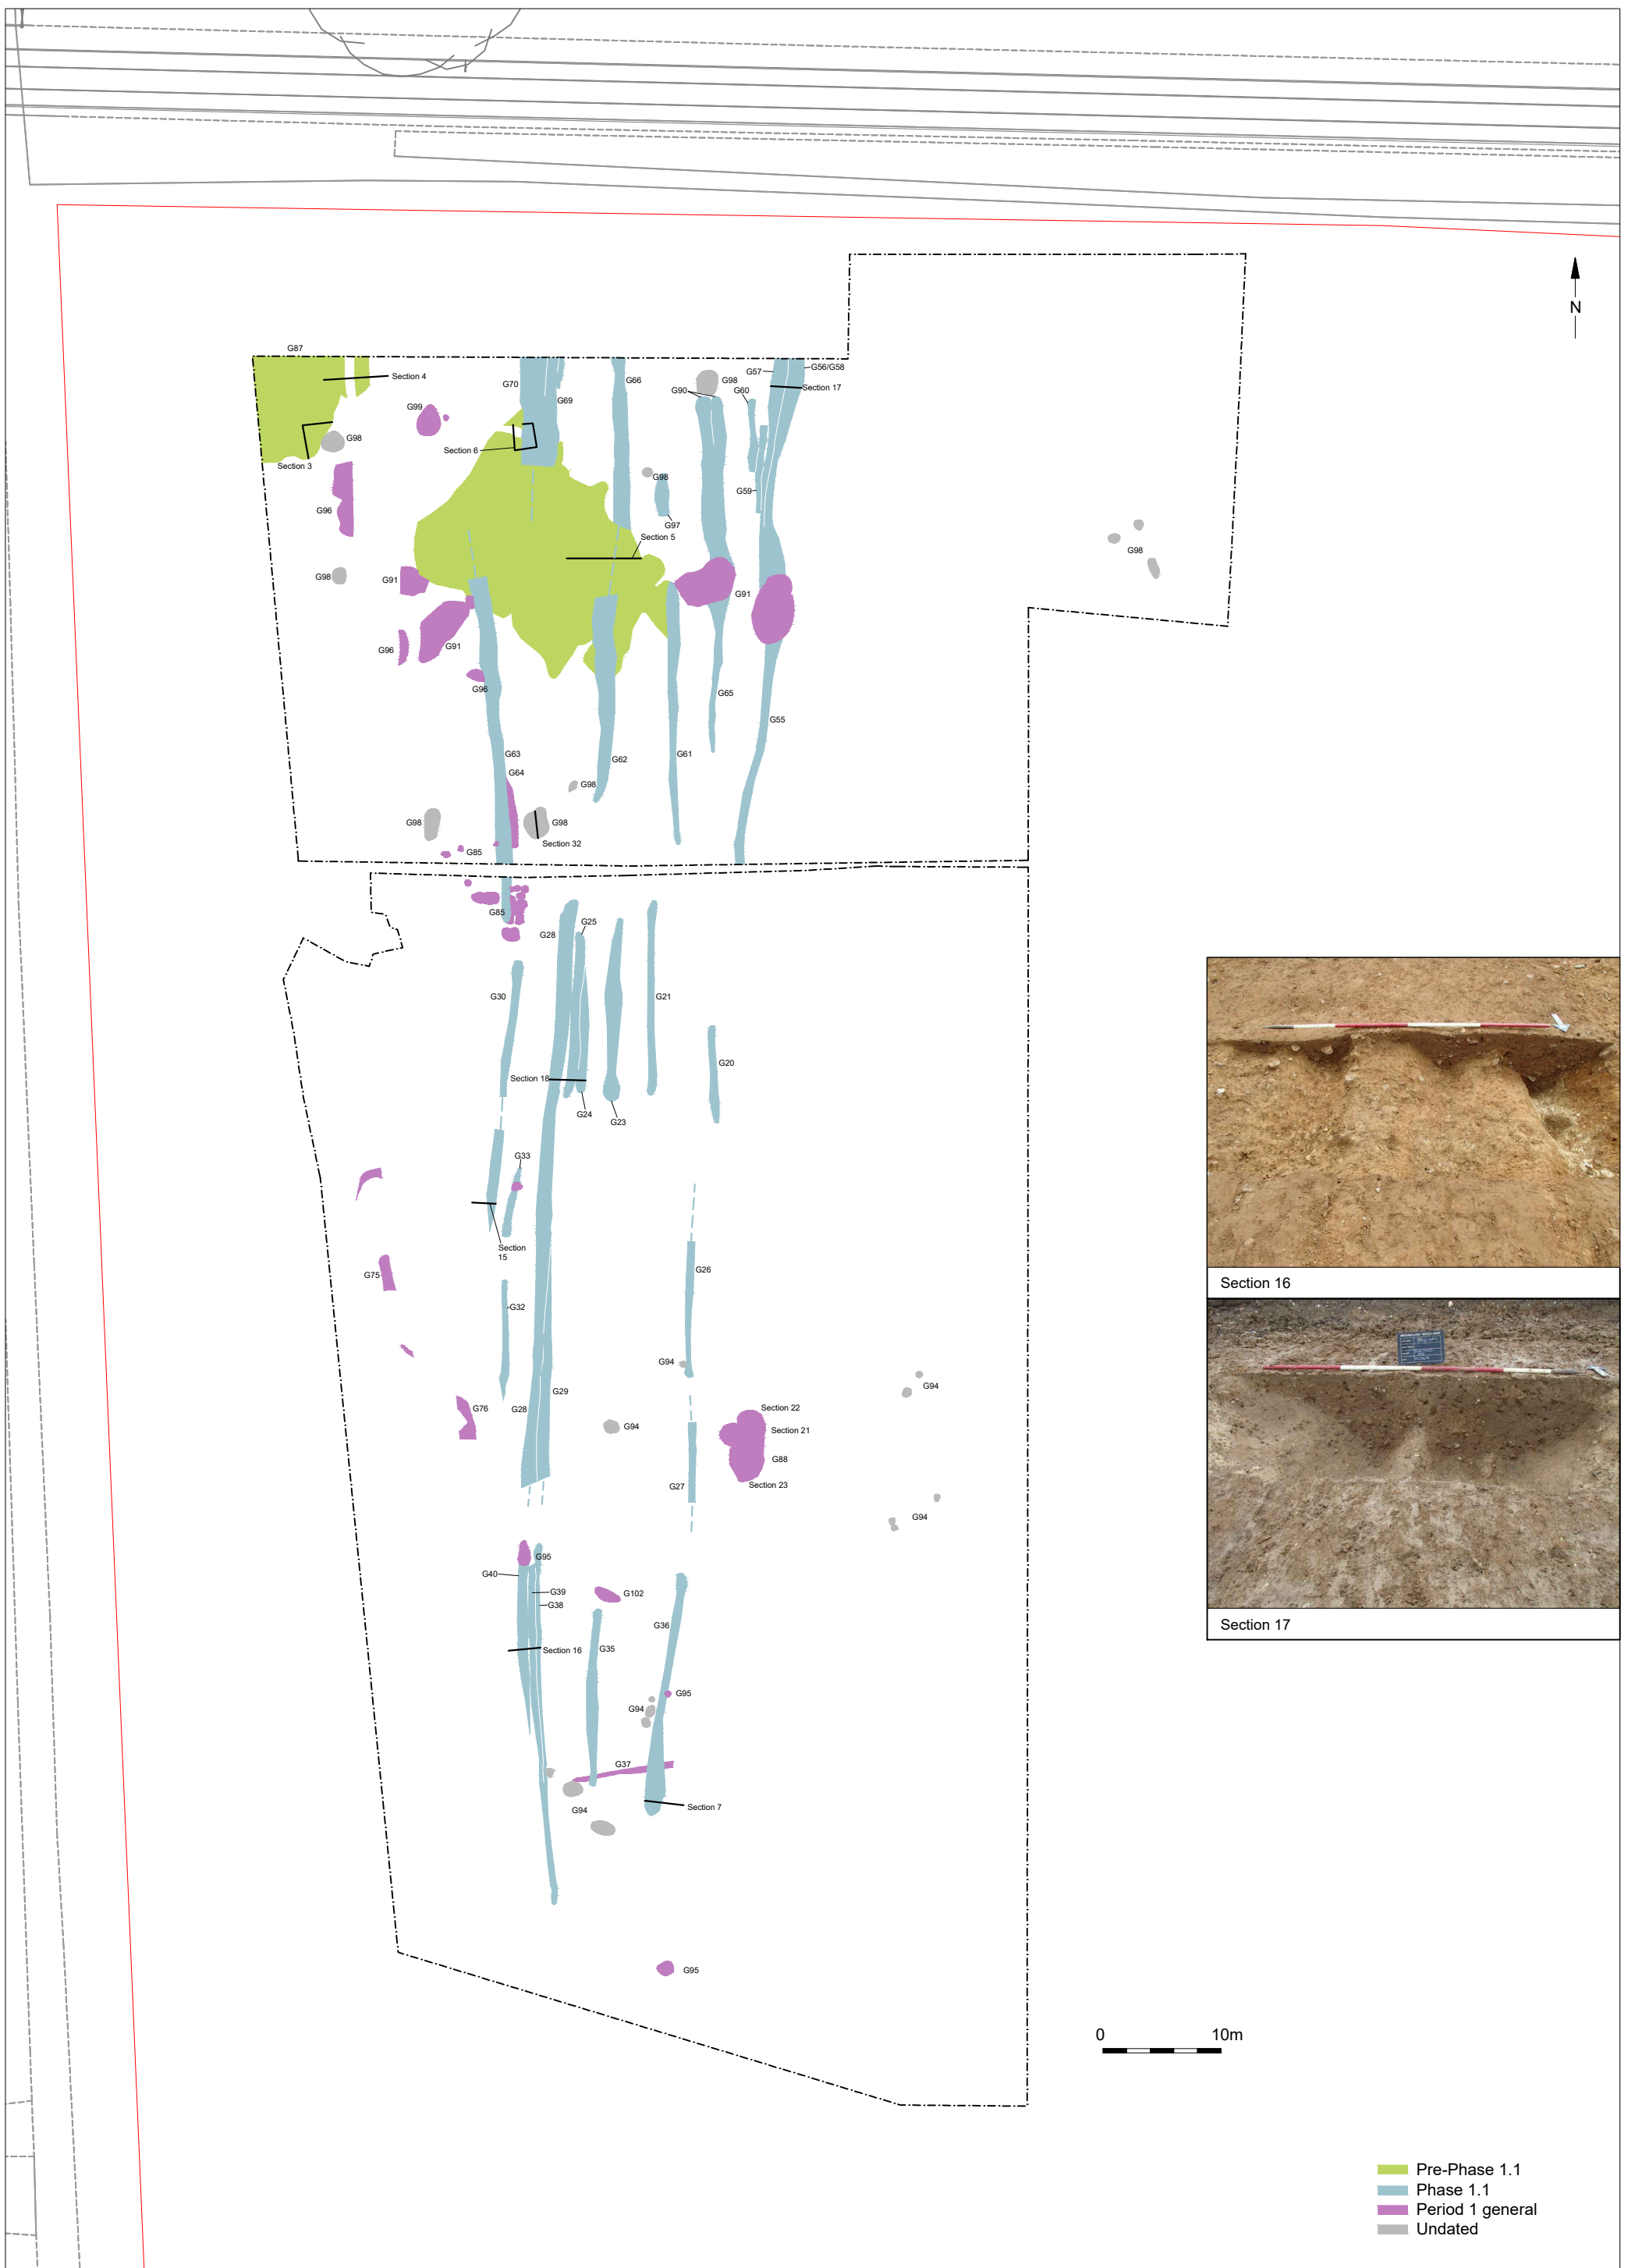 N
G87
Section 4
G70
G69
G66
G90
G98
G57
G56/G58
Section 17
G60
G99
G98
Section 3
Section 6
G96
G98
G97
G59
Section 5
G98
G98
G91
G91
G91
G96
G96
G65
G55
G63
G64
G62
G61
G98
G98
G98
Section 32
G85
G85
G28
G25
G30
G21
G20
Section 18
G24
G23
G33
Section
15
G75
G26
G32
G94
G94
G76
G28
G29
G94
Section 22
Section 21
G88
Section 23
G27
G94
G95
G40
G39
G38
G102
G36
Section 16
G35
G95
G94
G37
G94
Section 7
G95
Section 16
Section 17
0 10m
Pre-Phase 1.1
Phase 1.1
Period 1 general
Undated